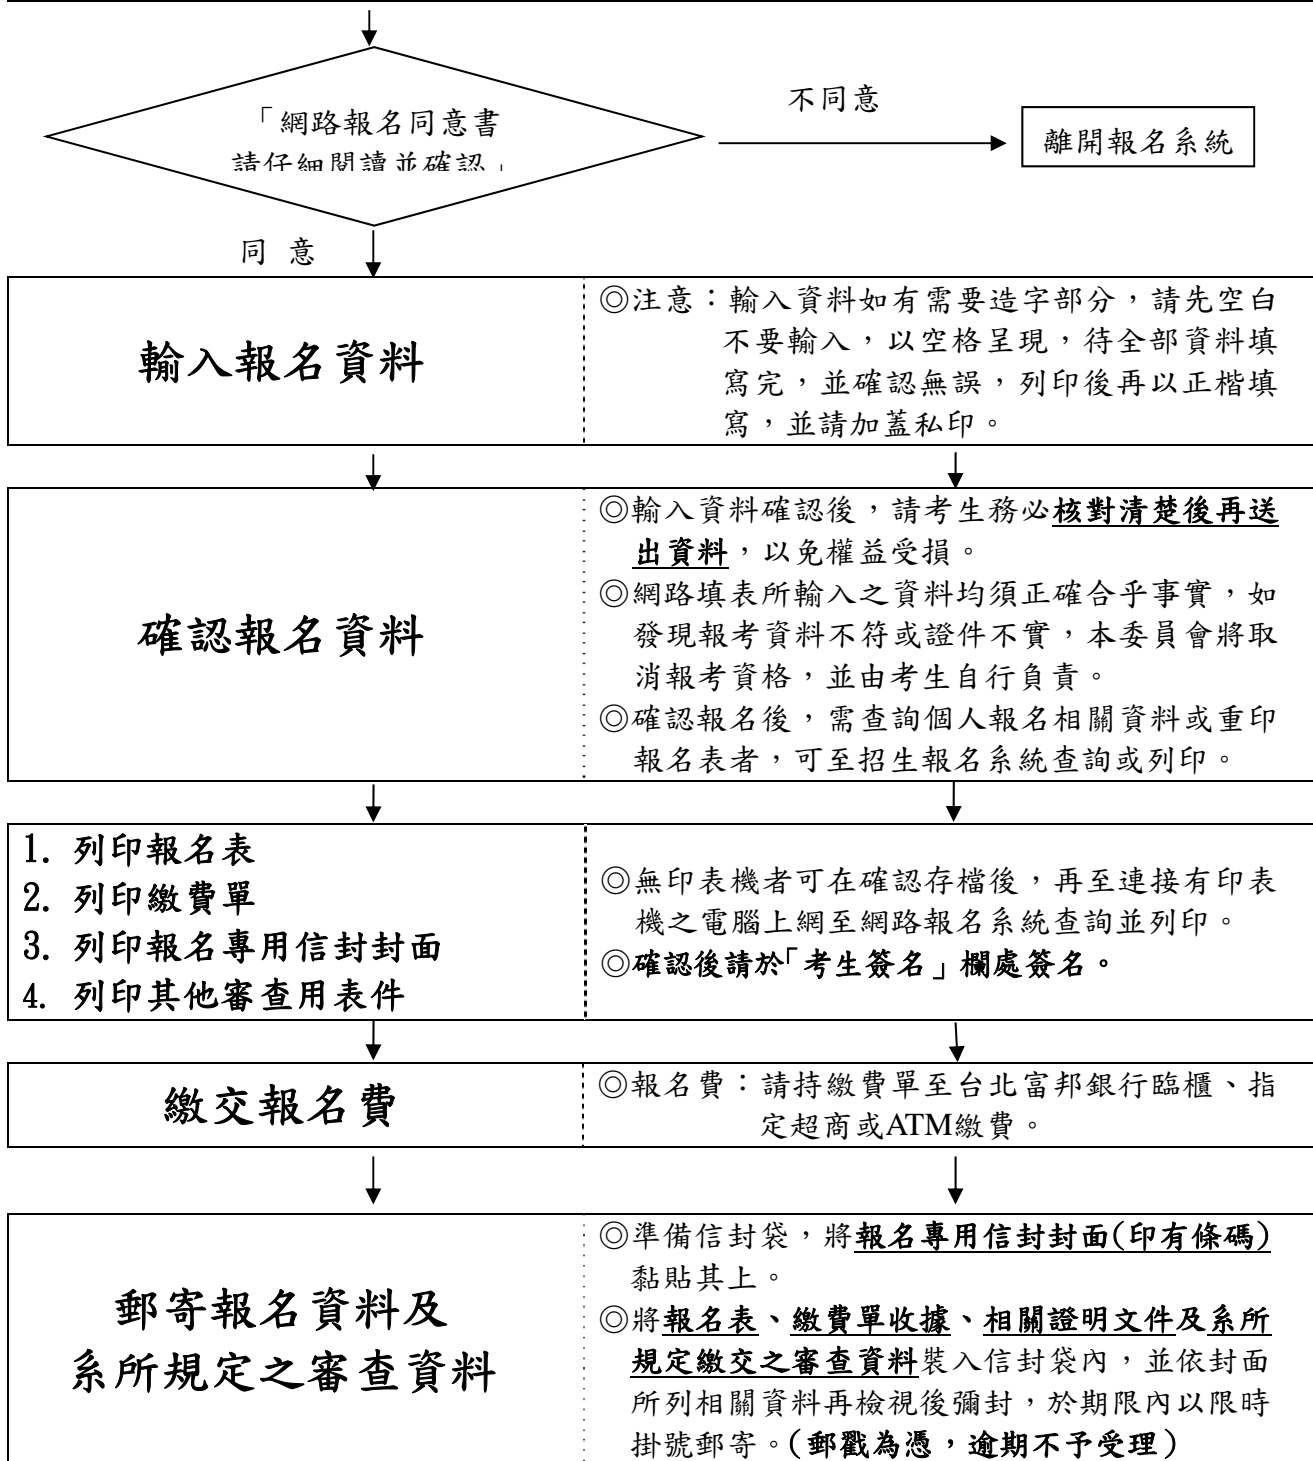 「網路報名同意書
請仔細閱讀並確認」
不同意
離開報名系統
同 意
輸入報名資料
◎注意：輸入資料如有需要造字部分，請先空白
不要輸入，以空格呈現，待全部資料填
寫完，並確認無誤，列印後再以正楷填
寫，並請加蓋私印。
確認報名資料
◎輸入資料確認後，請考生務必核對清楚後再送
出資料，以免權益受損。
◎網路填表所輸入之資料均須正確合乎事實，如
發現報考資料不符或證件不實，本委員會將取
消報考資格，並由考生自行負責。
◎確認報名後，需查詢個人報名相關資料或重印
報名表者，可至招生報名系統查詢或列印。
1. 列印報名表
2. 列印繳費單
3. 列印報名專用信封封面
4. 列印其他審查用表件
◎無印表機者可在確認存檔後，再至連接有印表
機之電腦上網至網路報名系統查詢並列印。
◎確認後請於「考生簽名」欄處簽名。
繳交報名費
◎報名費：請持繳費單至台北富邦銀行臨櫃、指
定超商或ATM繳費。
郵寄報名資料及
系所規定之審查資料
◎準備信封袋，將報名專用信封封面(印有條碼)
黏貼其上。
◎將報名表、繳費單收據、相關證明文件及系所
規定繳交之審查資料裝入信封袋內，並依封面
所列相關資料再檢視後彌封，於期限內以限時
掛號郵寄。(郵戳為憑，逾期不予受理)